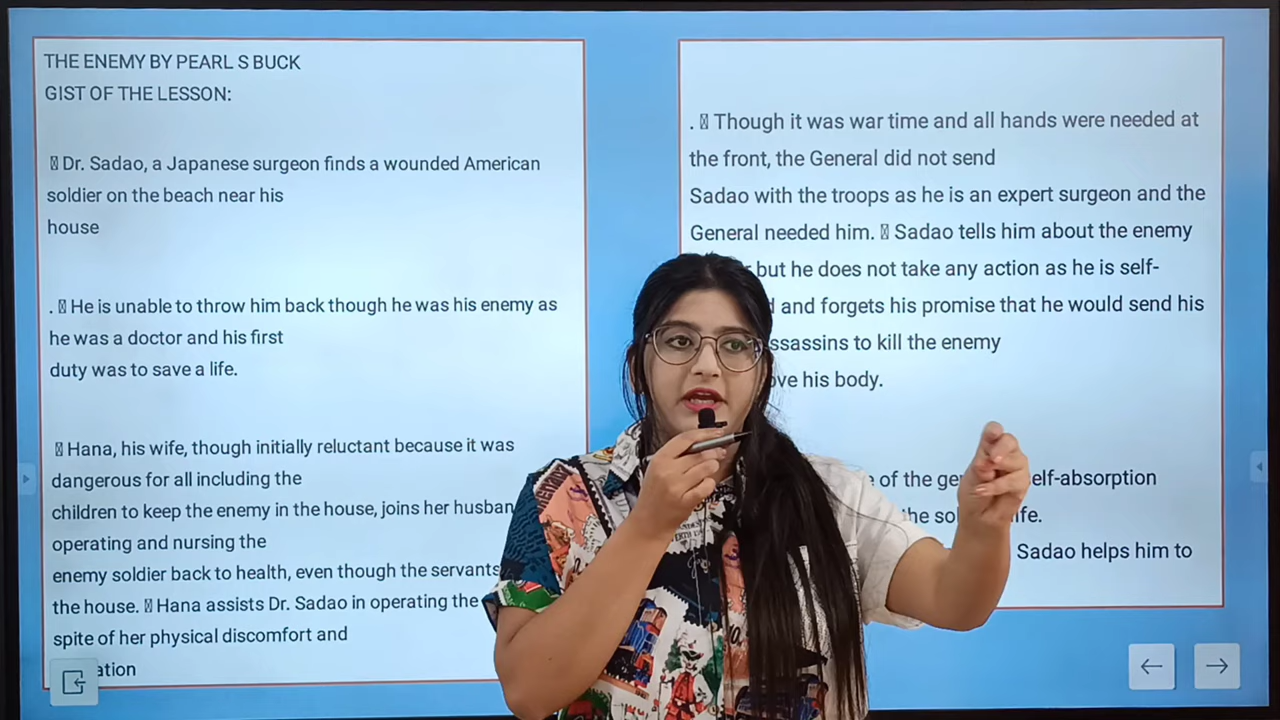 THE ENEMY BY PEARL S BUCK
GIST OF THE LESSON:
Dr. Sadao, a Japanese surgeon finds a wounded American
soldier on the beach near his
house
. He is unable to throw him back though he was his enemy as
he was a doctor and his first
duty was to save a life.
Hana, his wife, though initially reluctant because it was
dangerous for all including the
children to keep the enemy in the house, joins her
operating and nursing the
enemy soldier back to health, even though the servants
the house. Hana assists Dr. Sadao in operating the
spite of her physical discomfort and
. Though it was war time and all hands were needed at
the front, the General did not send
Sadao with the troops as he is an expert surgeon and the
General needed him. Sadao tells him about the enemy
but he does not take any action as he is self-
and forgets his promise that he would send his
assassins to kill the enemy
his body.
of the self-absorption
the life.
Sadao helps him to